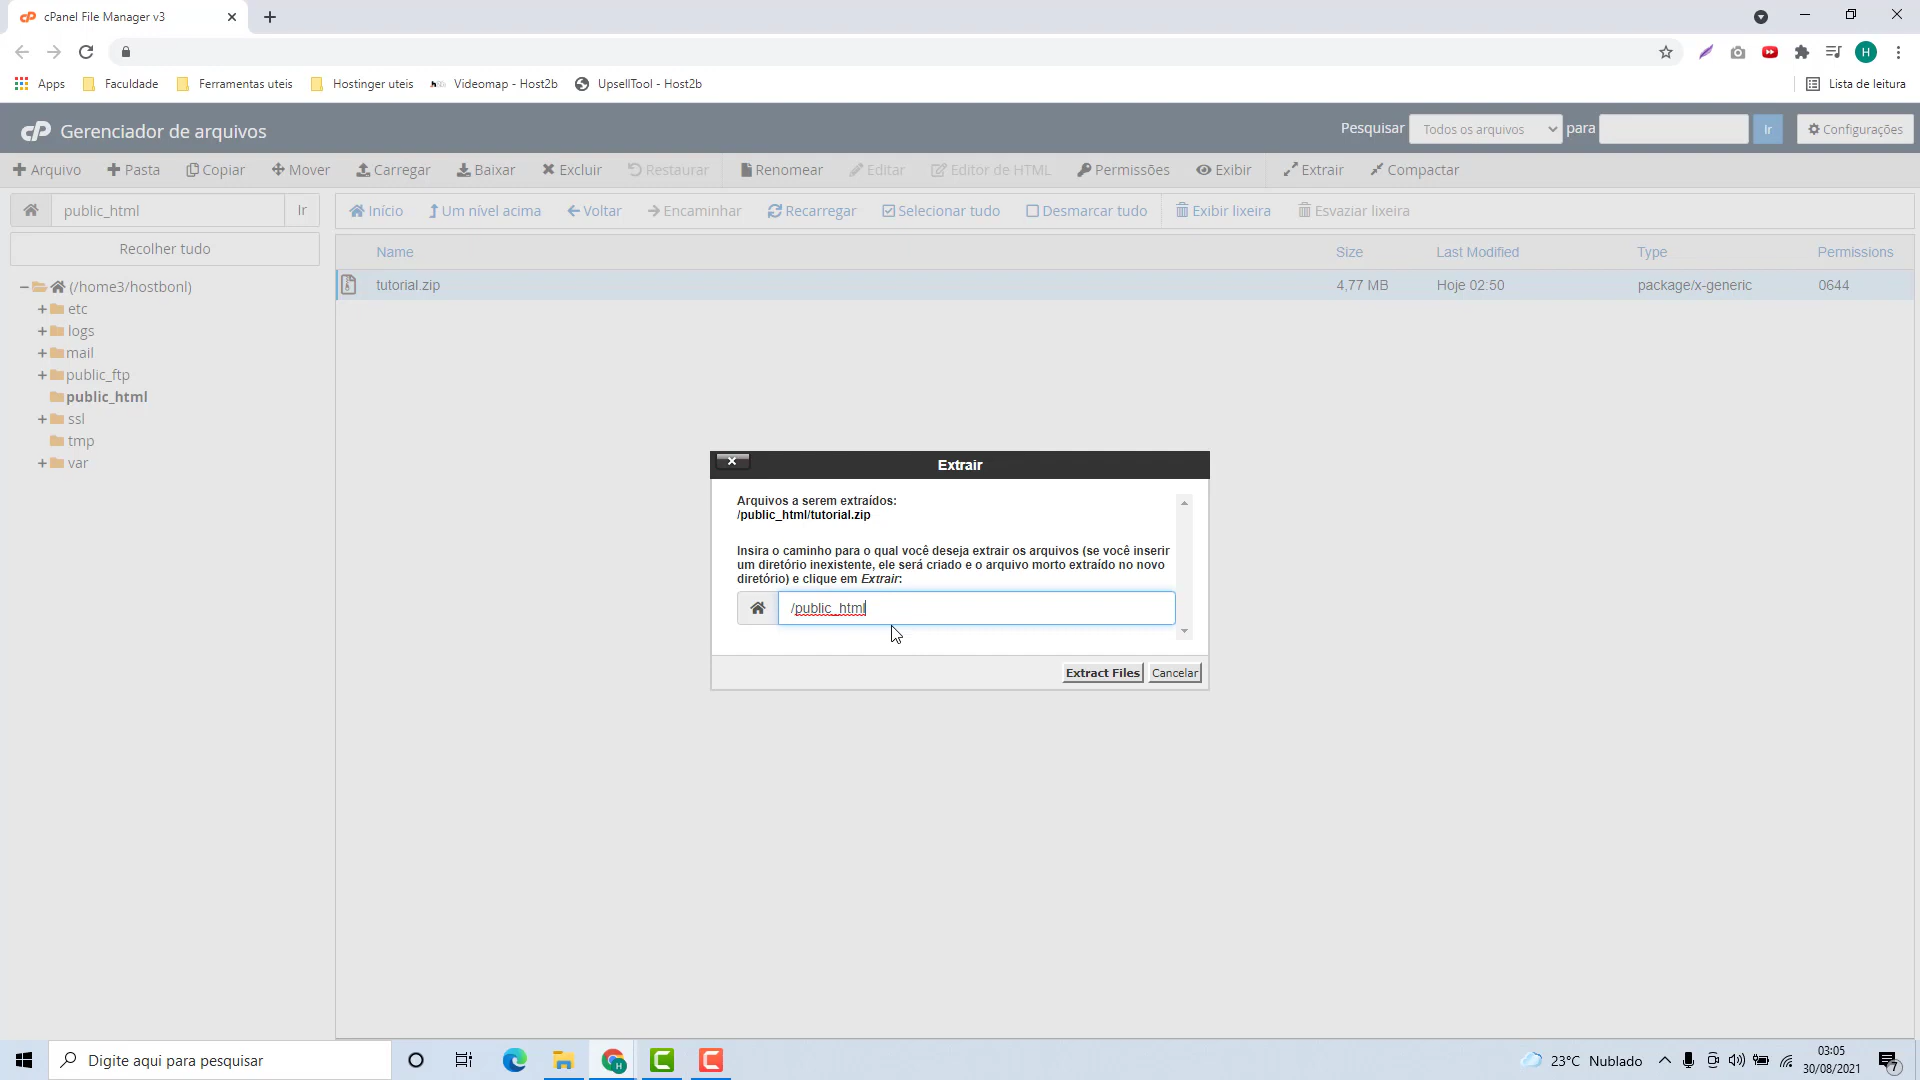 cPanel File Manager v3
H
Apps Faculdade Ferramentas uteis Hostinger uteis Videomap - Host2b UpsellTool - Host2b Lista de leitura
cP Gerenciador de arquivos Pesquisar Todos os arquivos para Ir Configurações
Arquivo Pasta Copiar Mover Carregar Baixar Excluir Restaurar Renomear Editar Editor de HTML Permissões Exibir Extrair Compactar
public_html Ir Início Um nível acima Voltar Encaminhar Recarregar Selecionar tudo Desmarcar tudo Exibir lixeira Esvaziar lixeira
Recolher tudo
Name Size Last Modified Type Permissions
tutorial.zip 4,77 MB Hoje 02:50 package/x-generic 0644
(/home3/hostbonl)
etc
logs
mail
public_ftp
public_html
ssl
tmp
var
Extrair
Arquivos a serem extraídos:
/public_html/tutorial.zip
Insira o caminho para o qual você deseja extrair os arquivos (se você inserir
um diretório inexistente, ele será criado e o arquivo morto extraído no novo
diretório) e clique em Extrair:
/public_html
Extract Files Cancelar
Digite aqui para pesquisar
23°C Nublado
03:05
30/08/2021
7